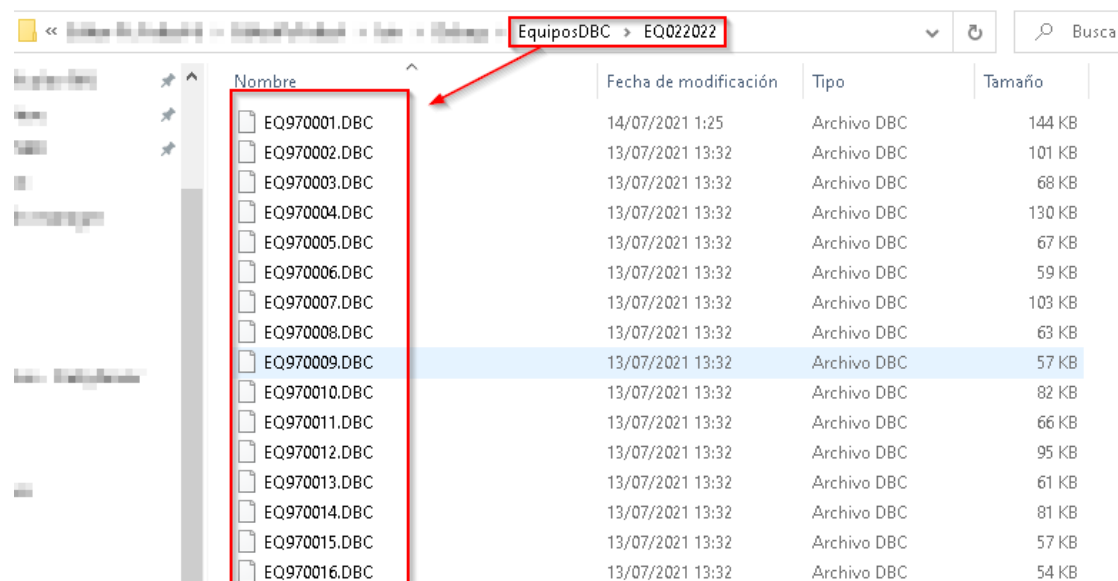 « EquiposDBC > EQ022022 Busca
Nombre Fecha de modificación Tipo Tamaño
EQ970001.DBC 14/07/2021 1:25 Archivo DBC 144 KB
EQ970002.DBC 13/07/2021 13:32 Archivo DBC 101 KB
EQ970003.DBC 13/07/2021 13:32 Archivo DBC 68 KB
EQ970004.DBC 13/07/2021 13:32 Archivo DBC 130 KB
EQ970005.DBC 13/07/2021 13:32 Archivo DBC 67 KB
EQ970006.DBC 13/07/2021 13:32 Archivo DBC 59 KB
EQ970007.DBC 13/07/2021 13:32 Archivo DBC 103 KB
EQ970008.DBC 13/07/2021 13:32 Archivo DBC 63 KB
EQ970009.DBC 13/07/2021 13:32 Archivo DBC 57 KB
EQ970010.DBC 13/07/2021 13:32 Archivo DBC 82 KB
EQ970011.DBC 13/07/2021 13:32 Archivo DBC 66 KB
EQ970012.DBC 13/07/2021 13:32 Archivo DBC 95 KB
EQ970013.DBC 13/07/2021 13:32 Archivo DBC 61 KB
EQ970014.DBC 13/07/2021 13:32 Archivo DBC 81 KB
EQ970015.DBC 13/07/2021 13:32 Archivo DBC 57 KB
EQ970016.DBC 13/07/2021 13:32 Archivo DBC 54 KB